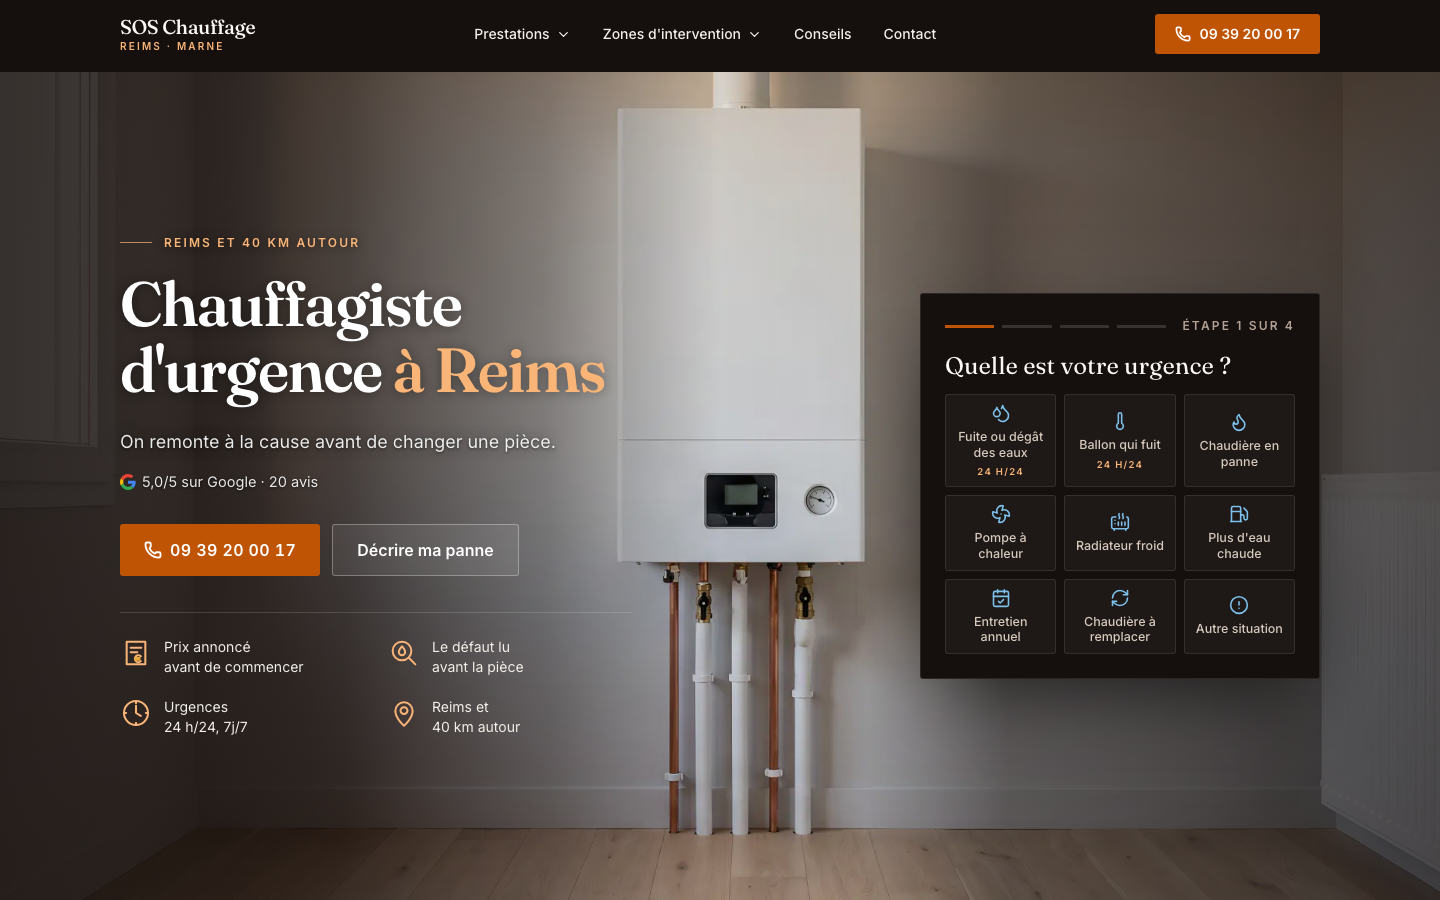 SOS Chauffage
REIMS · MARNE
Prestations
Zones d'intervention
Conseils
Contact
09 39 20 00 17
REIMS ET 40 KM AUTOUR
Chauffagiste
d'urgence à Reims
On remonte à la cause avant de changer une pièce.
5,0/5 sur Google · 20 avis
09 39 20 00 17
Décrire ma panne
Prix annoncé
avant de commencer
Le défaut lu
avant la pièce
Urgences
24 h/24, 7j/7
Reims et
40 km autour
ÉTAPE 1 SUR 4
Quelle est votre urgence ?
Fuite ou dégât
des eaux
24 H/24
Ballon qui fuit
24 H/24
Chaudière en
panne
Pompe à
chaleur
Radiateur froid
Plus d'eau
chaude
Entretien
annuel
Chaudière à
remplacer
Autre situation